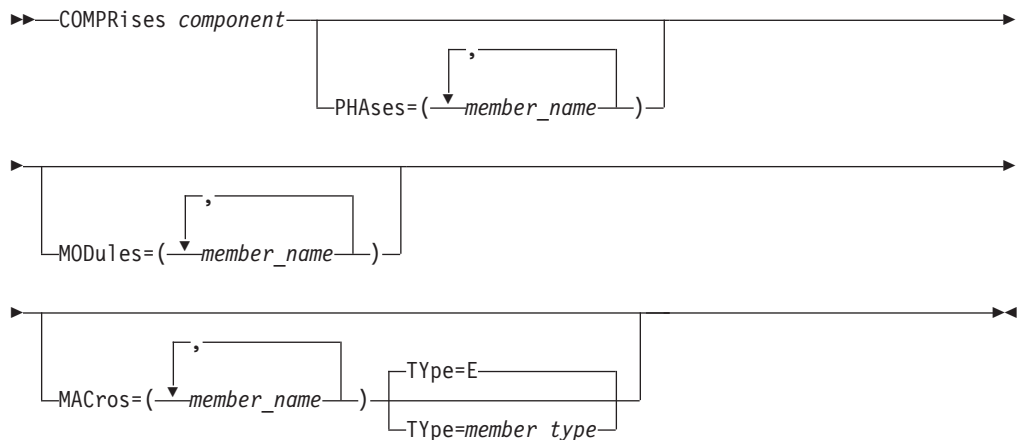 COMPRises component
,
PHAses=( member_name )
,
MODules=( member_name )
,
TYpe=E
MACros=( member_name )
TYpe=member type